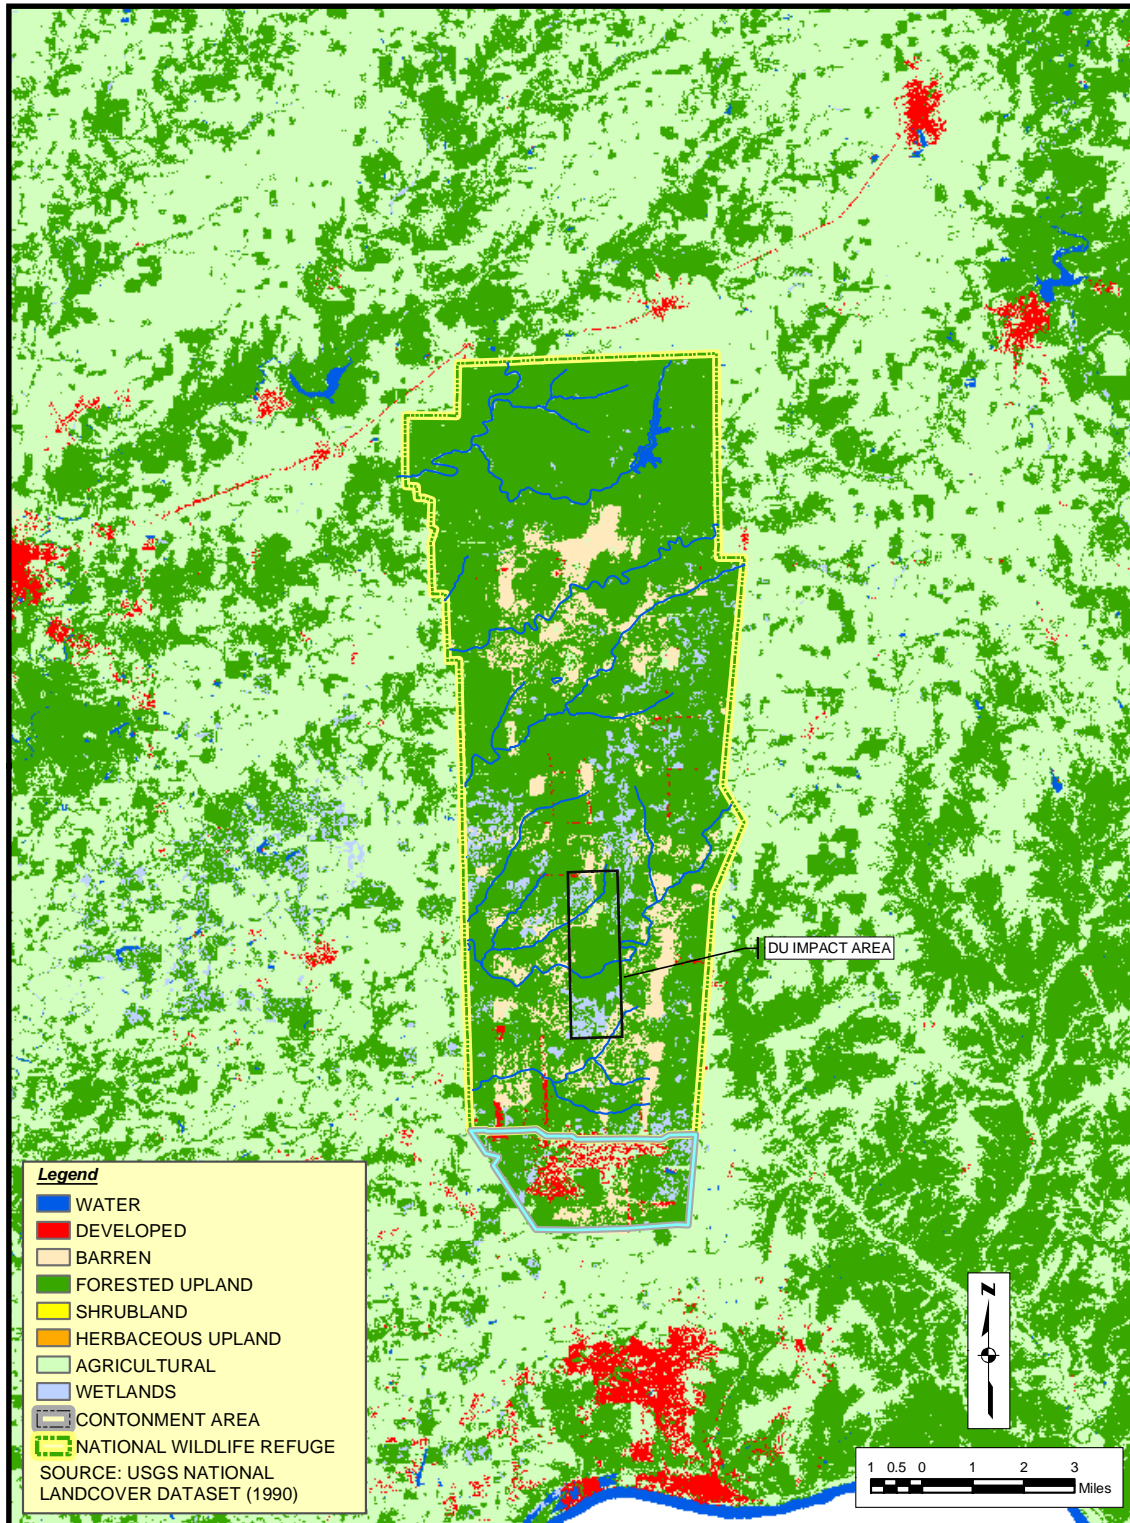 DU IMPACT AREA
Legend
WATER
DEVELOPED
BARREN
FORESTED UPLAND
SHRUBLAND
HERBACEOUS UPLAND
AGRICULTURAL
WETLANDS
CONTONMENT AREA
NATIONAL WILDLIFE REFUGE
SOURCE: USGS NATIONAL
LANDCOVER DATASET (1990)
N
1 0.5 0 1 2 3
Miles